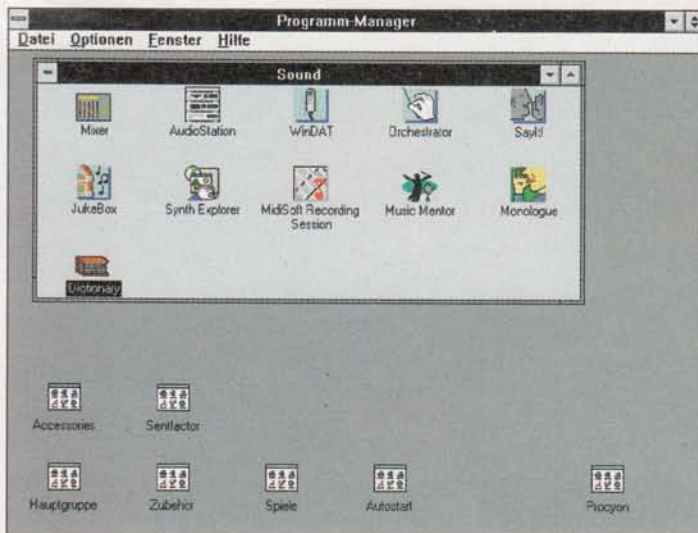 Programm-Manager
Datei Optionen Fenster Hilfe
Sound
Mixer AudioStation WinDAT Orchestrator SayIt!
JukeBox Synth Explorer MidiSoft Recording Session Music Mentor Monologue
Dictionary
Accessories Sentfactor
Hauptgruppe Zubehör Spiele Autostart Procyon